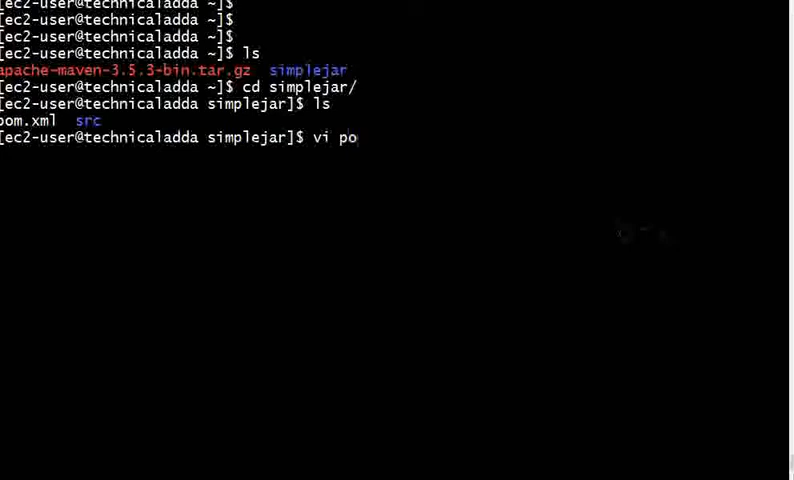 [ec2-user@technicaladda ~]$
[ec2-user@technicaladda ~]$
[ec2-user@technicaladda ~]$
[ec2-user@technicaladda ~]$ ls
apache-maven-3.5.3-bin.tar.gz simplejar
[ec2-user@technicaladda ~]$ cd simplejar/
[ec2-user@technicaladda simplejar]$ ls
pom.xml src
[ec2-user@technicaladda simplejar]$ vi po